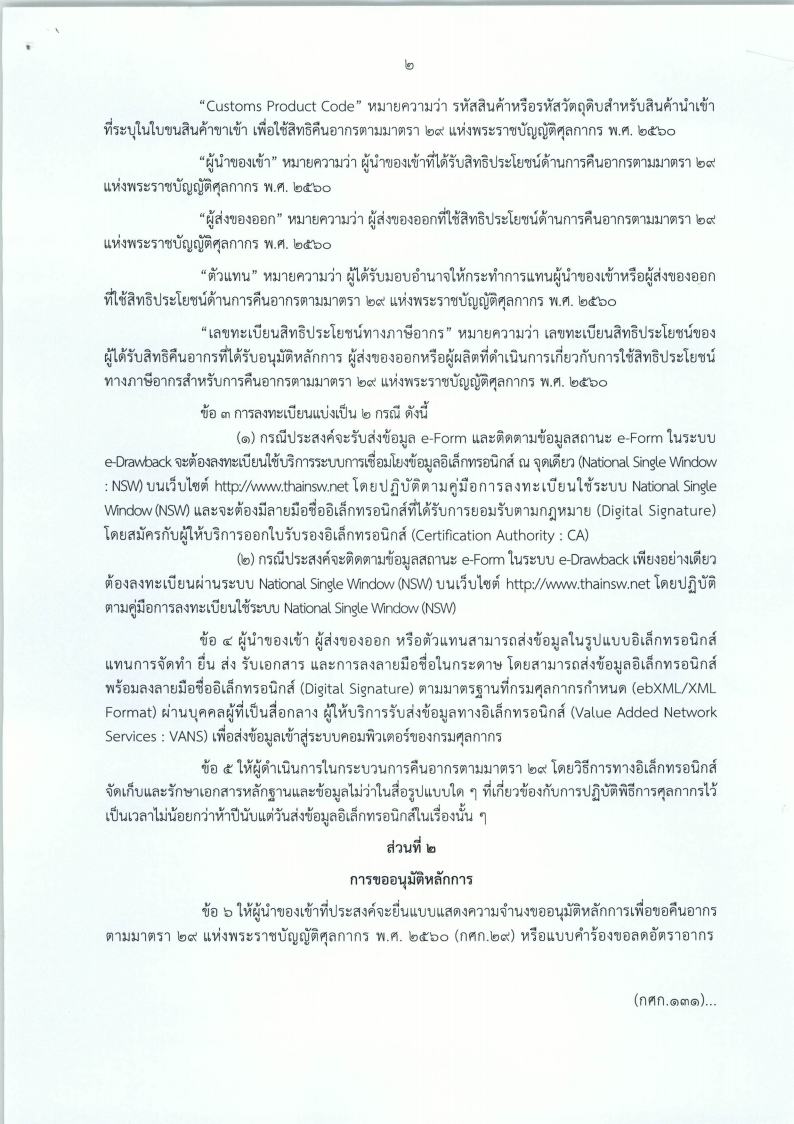 ๒
“Customs Product Code” หมายความว่า รหัสสินค้าหรือรหัสวัตถุดิบสำหรับสินค้านำเข้า
ที่ระบุในใบขนสินค้าขาเข้า เพื่อใช้สิทธิคืนอากรตามมาตรา ๒๙ แห่งพระราชบัญญัติศุลกากร พ.ศ. ๒๕๖๐
“ผู้นำของเข้า” หมายความว่า ผู้นำของเข้าที่ได้รับสิทธิประโยชน์ด้านการคืนอากรตามมาตรา ๒๙
แห่งพระราชบัญญัติศุลกากร พ.ศ. ๒๕๖๐
“ผู้ส่งของออก” หมายความว่า ผู้ส่งของออกที่ใช้สิทธิประโยชน์ด้านการคืนอากรตามมาตรา ๒๙
แห่งพระราชบัญญัติศุลกากร พ.ศ. ๒๕๖๐
“ตัวแทน” หมายความว่า ผู้ได้รับมอบอำนาจให้กระทำการแทนผู้นำของเข้าหรือผู้ส่งของออก
ที่ใช้สิทธิประโยชน์ด้านการคืนอากรตามมาตรา ๒๙ แห่งพระราชบัญญัติศุลกากร พ.ศ. ๒๕๖๐
“เลขทะเบียนสิทธิประโยชน์ทางภาษีอากร” หมายความว่า เลขทะเบียนสิทธิประโยชน์ของ
ผู้ได้รับสิทธิคืนอากรที่ได้รับอนุมัติหลักการ ผู้ส่งของออกหรือผู้ผลิตที่ดำเนินการเกี่ยวกับการใช้สิทธิประโยชน์
ทางภาษีอากรสำหรับการคืนอากรตามมาตรา ๒๙ แห่งพระราชบัญญัติศุลกากร พ.ศ. ๒๕๖๐
ข้อ ๓ การลงทะเบียนแบ่งเป็น ๒ กรณี ดังนี้
(๑) กรณีประสงค์จะรับส่งข้อมูล e-Form และติดตามข้อมูลสถานะ e-Form ในระบบ
e-Drawback จะต้องลงทะเบียนใช้บริการระบบการเชื่อมโยงข้อมูลอิเล็กทรอนิกส์ ณ จุดเดียว (National Single Window
: NSW) บนเว็บไซต์ http://www.thainsw.net โดยปฏิบัติตามคู่มือการลงทะเบียนใช้ระบบ National Single
Window (NSW) และจะต้องมีลายมือชื่ออิเล็กทรอนิกส์ที่ได้รับการยอมรับตามกฎหมาย (Digital Signature)
โดยสมัครกับผู้ให้บริการออกใบรับรองอิเล็กทรอนิกส์ (Certification Authority : CA)
(๒) กรณีประสงค์จะติดตามข้อมูลสถานะ e-Form ในระบบ e-Drawback เพียงอย่างเดียว
ต้องลงทะเบียนผ่านระบบ National Single Window (NSW) บนเว็บไซต์ http://www.thainsw.net โดยปฏิบัติ
ตามคู่มือการลงทะเบียนใช้ระบบ National Single Window (NSW)
ข้อ ๔ ผู้นำของเข้า ผู้ส่งของออก หรือตัวแทนสามารถส่งข้อมูลในรูปแบบอิเล็กทรอนิกส์
แทนการจัดทำ ยื่น ส่ง รับเอกสาร และการลงลายมือชื่อในกระดาษ โดยสามารถส่งข้อมูลอิเล็กทรอนิกส์
พร้อมลงลายมือชื่ออิเล็กทรอนิกส์ (Digital Signature) ตามมาตรฐานที่กรมศุลกากรกำหนด (ebXML/XML
Format) ผ่านบุคคลผู้ที่เป็นสื่อกลาง ผู้ให้บริการรับส่งข้อมูลทางอิเล็กทรอนิกส์ (Value Added Network
Services : VANS) เพื่อส่งข้อมูลเข้าสู่ระบบคอมพิวเตอร์ของกรมศุลกากร
ข้อ ๕ ให้ผู้ดำเนินการในกระบวนการคืนอากรตามมาตรา ๒๙ โดยวิธีการทางอิเล็กทรอนิกส์
จัดเก็บและรักษาเอกสารหลักฐานและข้อมูลไม่ว่าในสื่อรูปแบบใด ๆ ที่เกี่ยวข้องกับการปฏิบัติพิธีการศุลกากรไว้
เป็นเวลาไม่น้อยกว่าห้าปีนับแต่วันส่งข้อมูลอิเล็กทรอนิกส์ในเรื่องนั้น ๆ
ส่วนที่ ๒
การขออนุมัติหลักการ
ข้อ ๖ ให้ผู้นำของเข้าที่ประสงค์จะยื่นแบบแสดงความจำนงขออนุมัติหลักการเพื่อขอคืนอากร
ตามมาตรา ๒๙ แห่งพระราชบัญญัติศุลกากร พ.ศ. ๒๕๖๐ (กศก.๒๙) หรือแบบคำร้องขอลดอัตราอากร
(กศก.๑๓๑)...